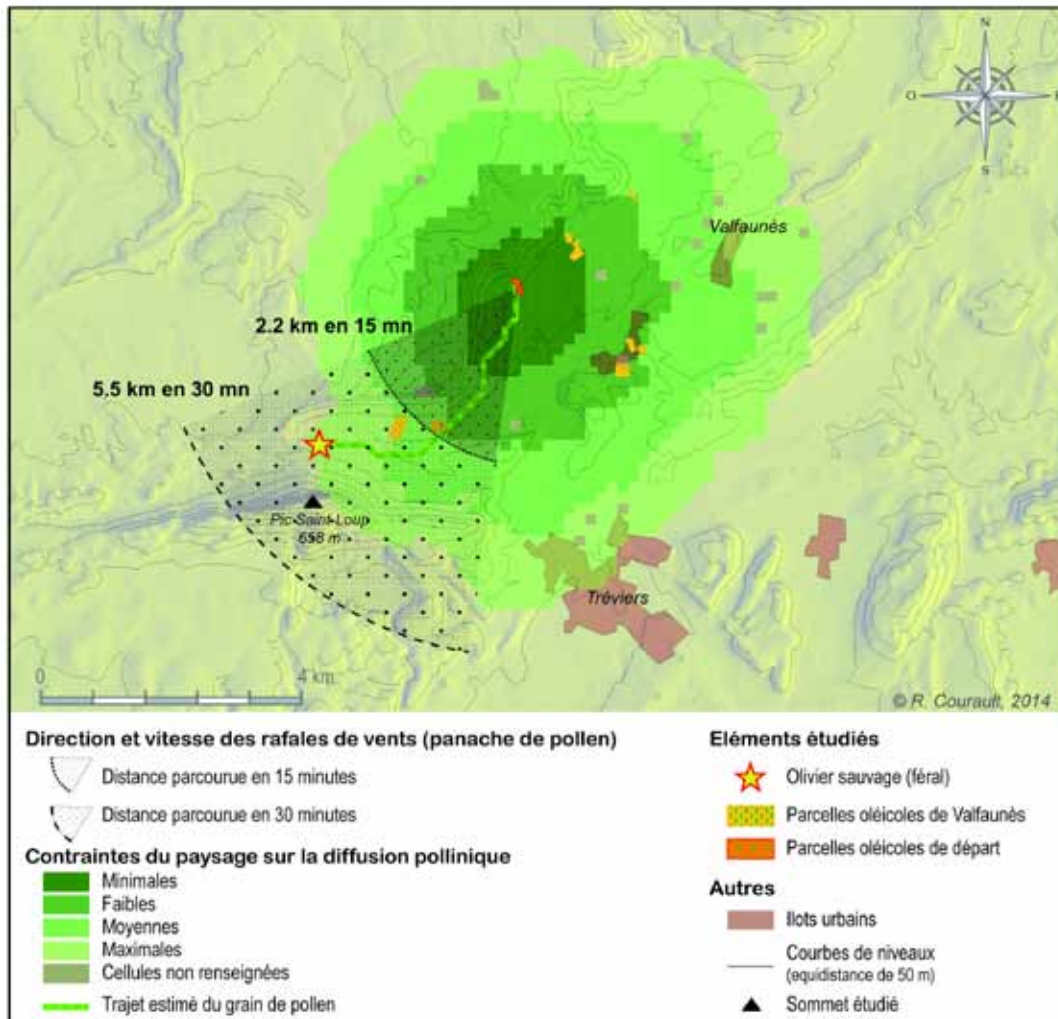 N
O
E
S
Valfaunès
2.2 km en 15 mn
5.5 km en 30 mn
Pic Saint-Loup
658 m
Tréviers
0
4 km
© R. Courault, 2014
Direction et vitesse des rafales de vents (panache de pollen)
Distance parcourue en 15 minutes
Distance parcourue en 30 minutes
Contraintes du paysage sur la diffusion pollinique
Minimales
Faibles
Moyennes
Maximales
Cellules non renseignées
Trajet estimé du grain de pollen
Eléments étudiés
Olivier sauvage (féral)
Parcelles oléicoles de Valfaunès
Parcelles oléicoles de départ
Autres
Ilots urbains
Courbes de niveaux
(equidistance de 50 m)
Sommet étudié